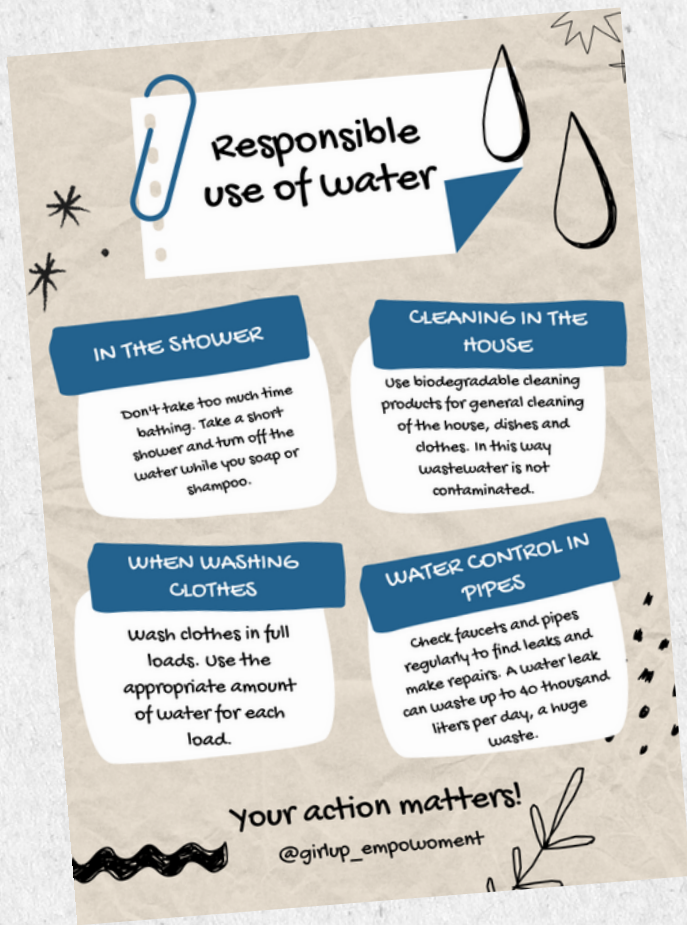 Responsible
use of water
IN THE SHOWER
Don't take too much time
bathing. Take a short
shower and turn off the
water while you soap or
shampoo.
CLEANING IN THE
HOUSE
Use biodegradable cleaning
products for general cleaning
of the house, dishes and
clothes. In this way
wastewater is not
contaminated.
WHEN WASHING
CLOTHES
Wash clothes in full
loads. Use the
appropriate amount
of water for each
load.
WATER CONTROL IN
PIPES
Check faucets and pipes
regularly to find leaks and
make repairs. A water leak
can waste up to 40 thousand
liters per day, a huge
waste.
Your action matters!
@girlup_empowoment